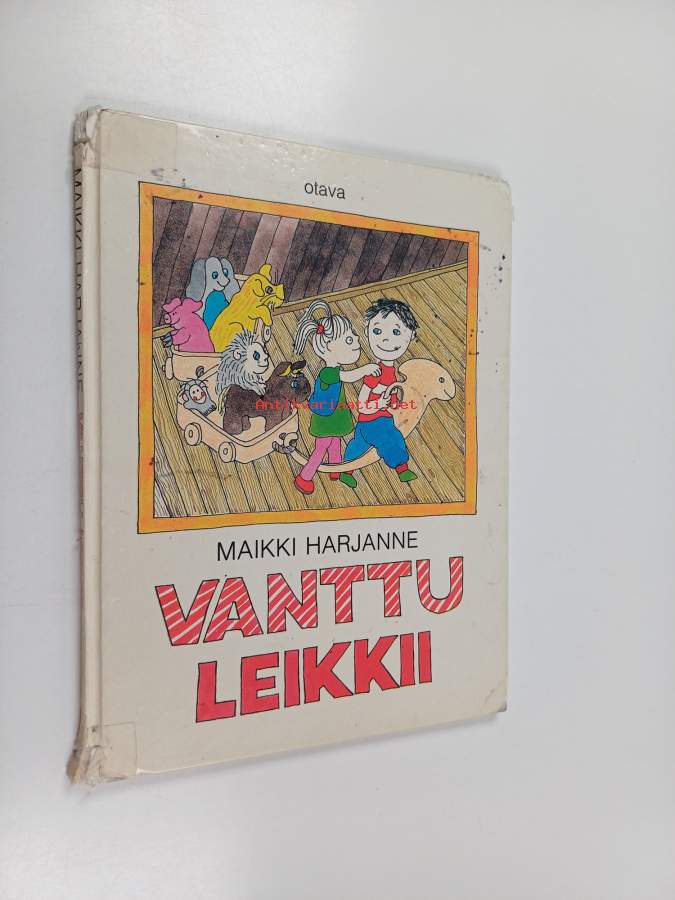 otava
Antikvariaatti.net
MAIKKI HARJANNE
VANTTU
LEIKKII
MAIKKI HARJANNE